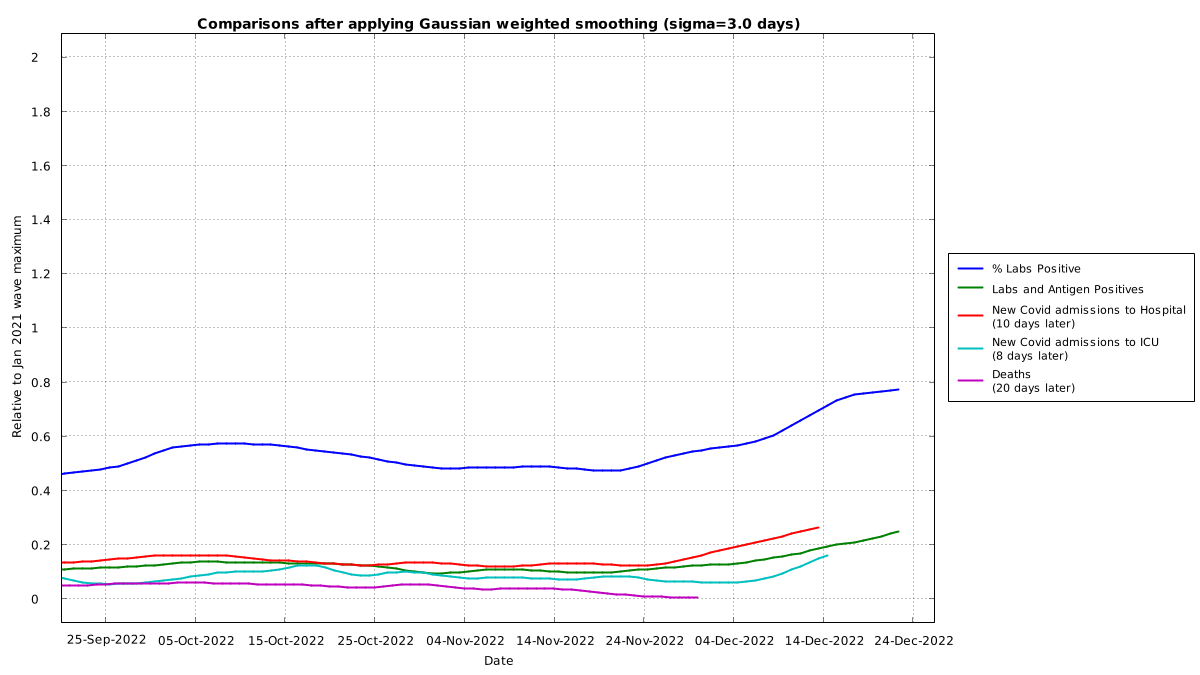 Comparisons after applying Gaussian weighted smoothing (sigma=3.0 days)
Relative to Jan 2021 wave maximum
2
1.8
1.6
1.4
1.2
1
0.8
0.6
0.4
0.2
0
25-Sep-2022
05-Oct-2022
15-Oct-2022
25-Oct-2022
04-Nov-2022
14-Nov-2022
24-Nov-2022
04-Dec-2022
14-Dec-2022
24-Dec-2022
Date
% Labs Positive
Labs and Antigen Positives
New Covid admissions to Hospital
(10 days later)
New Covid admissions to ICU
(8 days later)
Deaths
(20 days later)